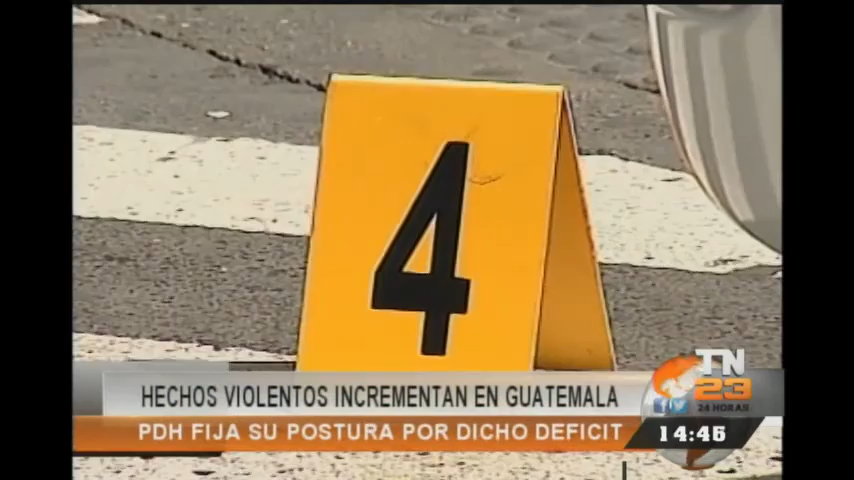 4
HECHOS VIOLENTOS INCREMENTAN EN GUATEMALA
PDH FIJA SU POSTURA POR DICHO DEFICIT
TN
23
24 HORAS
14:45